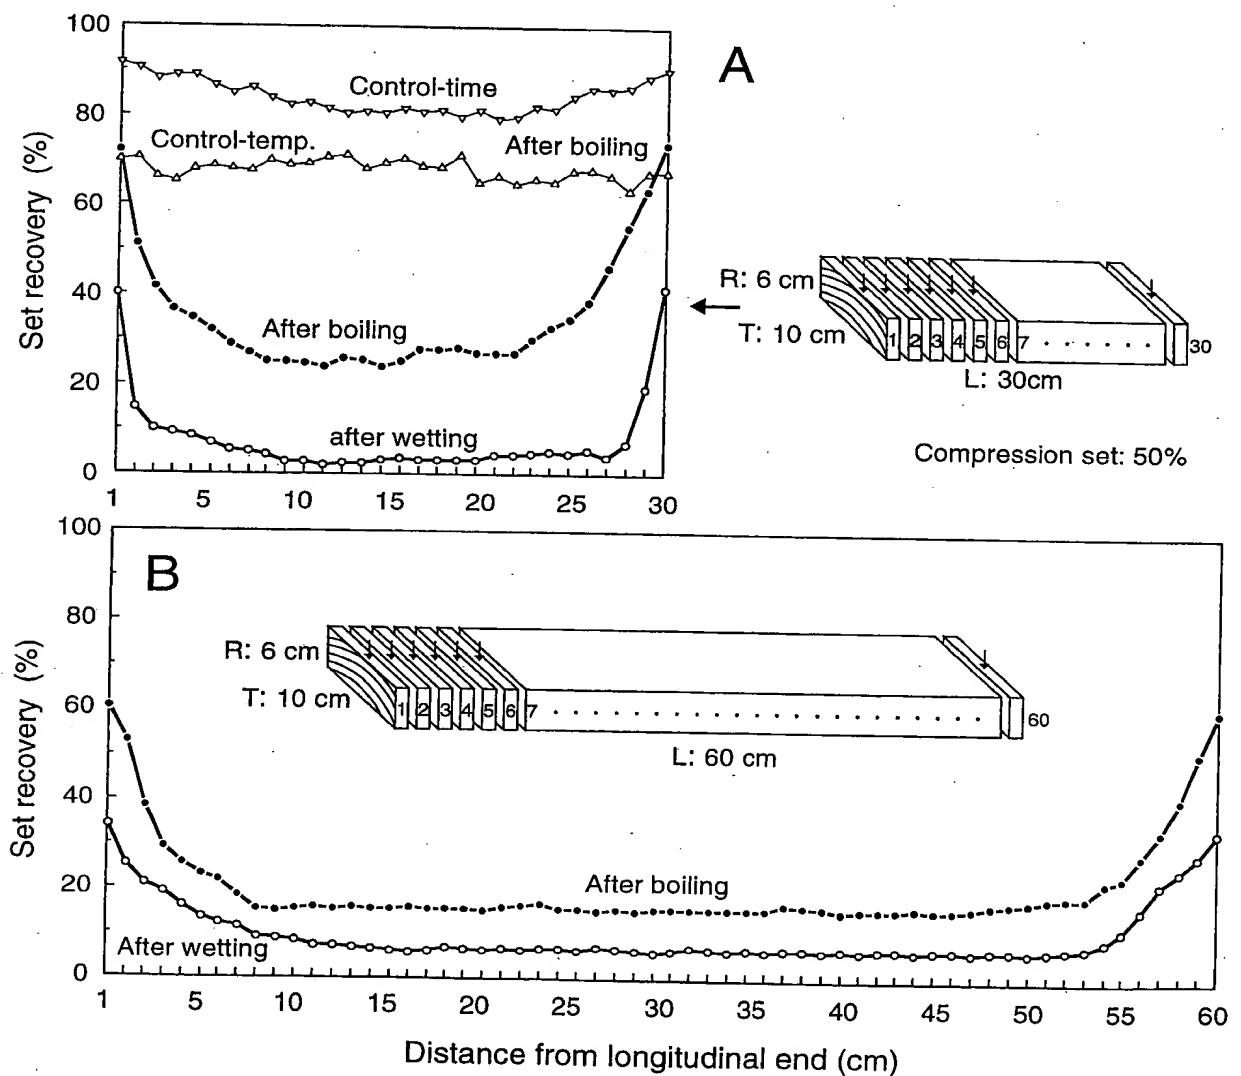 100
80
60
40
20
0
Set recovery (%)
A
Control-time
Control-temp.
After boiling
After boiling
after wetting
1 5 10 15 20 25 30
R: 6 cm
T: 10 cm
1 2 3 4 5 6 7 30
L: 30cm
Compression set: 50%
100
80
60
40
20
0
Set recovery (%)
B
R: 6 cm
T: 10 cm
1 2 3 4 5 6 7 60
L: 60 cm
After boiling
After wetting
1 5 10 15 20 25 30 35 40 45 50 55 60
Distance from longitudinal end (cm)